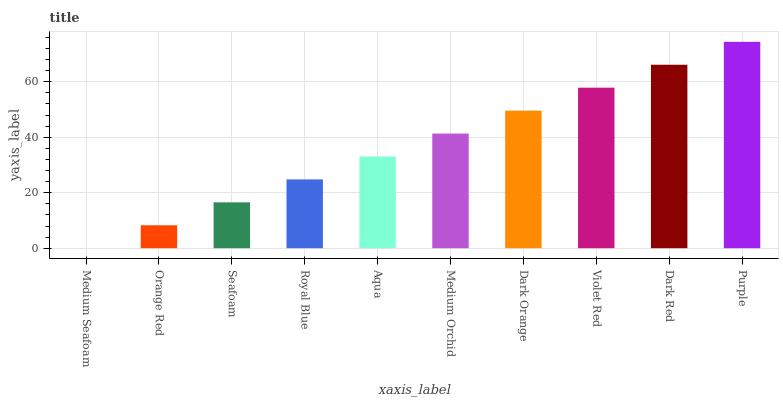 title
yaxis_label
60
40
20
0
Medium Seafoam
Orange Red
Seafoam
Royal Blue
Aqua
Medium Orchid
Dark Orange
Violet Red
Dark Red
Purple
xaxis_label